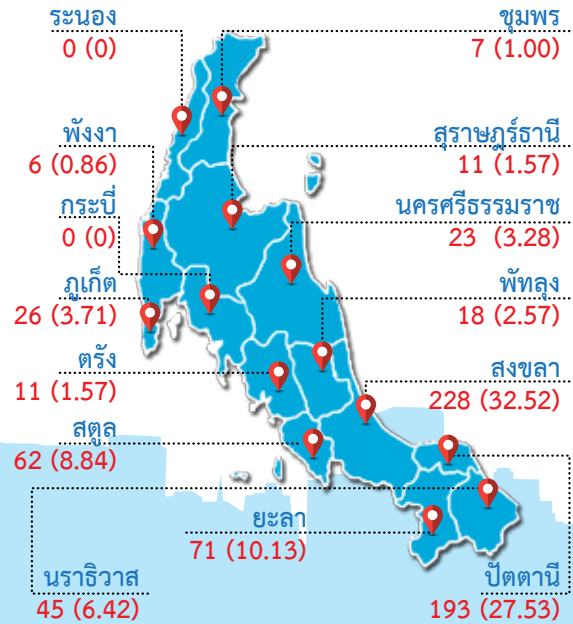 ระนอง
0 (0)
ชุมพร
7 (1.00)
พังงา
6 (0.86)
สุราษฎร์ธานี
11 (1.57)
กระบี่
0 (0)
นครศรีธรรมราช
23 (3.28)
ภูเก็ต
26 (3.71)
พัทลุง
18 (2.57)
ตรัง
11 (1.57)
สงขลา
228 (32.52)
สตูล
62 (8.84)
ยะลา
71 (10.13)
นราธิวาส
45 (6.42)
ปัตตานี
193 (27.53)